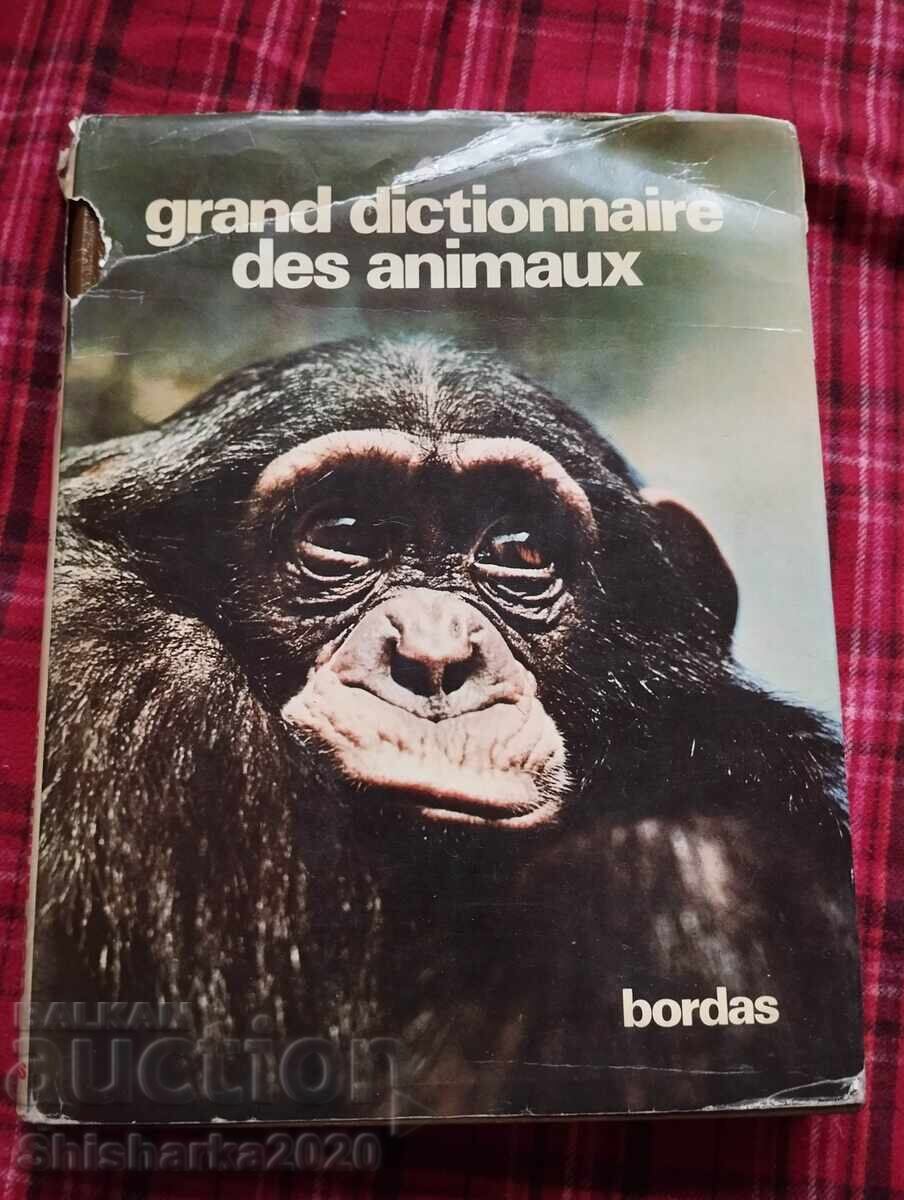 grand dictionnaire
des animaux
bordas
BALKAN
auction
Shisharka2020